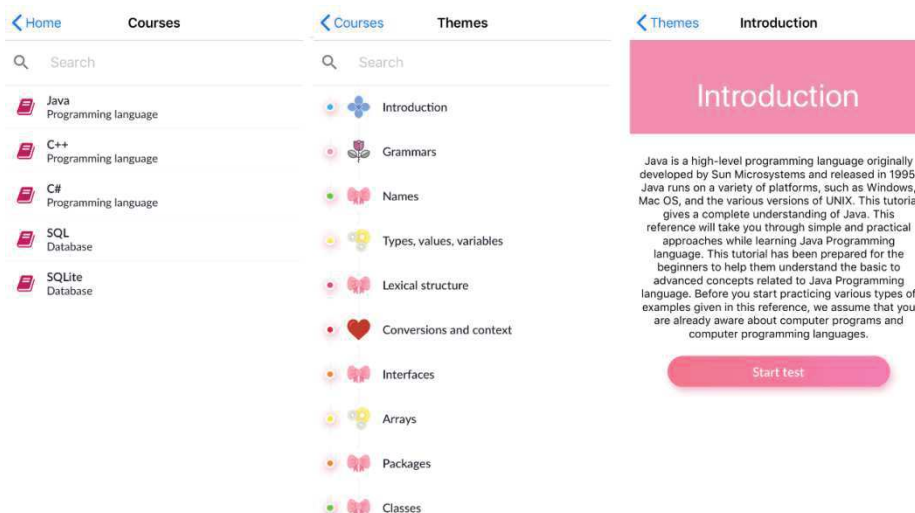 Home
Courses
Search
Java
Programming language
C++
Programming language
C#
Programming language
SQL
Database
SQLite
Database
Courses
Themes
Search
Introduction
Grammars
Names
Types, values, variables
Lexical structure
Conversions and context
Interfaces
Arrays
Packages
Classes
Themes
Introduction
Introduction
Java is a high-level programming language originally
developed by Sun Microsystems and released in 1995.
Java runs on a variety of platforms, such as Windows,
Mac OS, and the various versions of UNIX. This tutoria
gives a complete understanding of Java. This
reference will take you through simple and practical
approaches while learning Java Programming
language. This tutorial has been prepared for the
beginners to help them understand the basic to
advanced concepts related to Java Programming
language. Before you start practicing various types of
examples given in this reference, we assume that you
are already aware about computer programs and
computer programming languages.
Start test